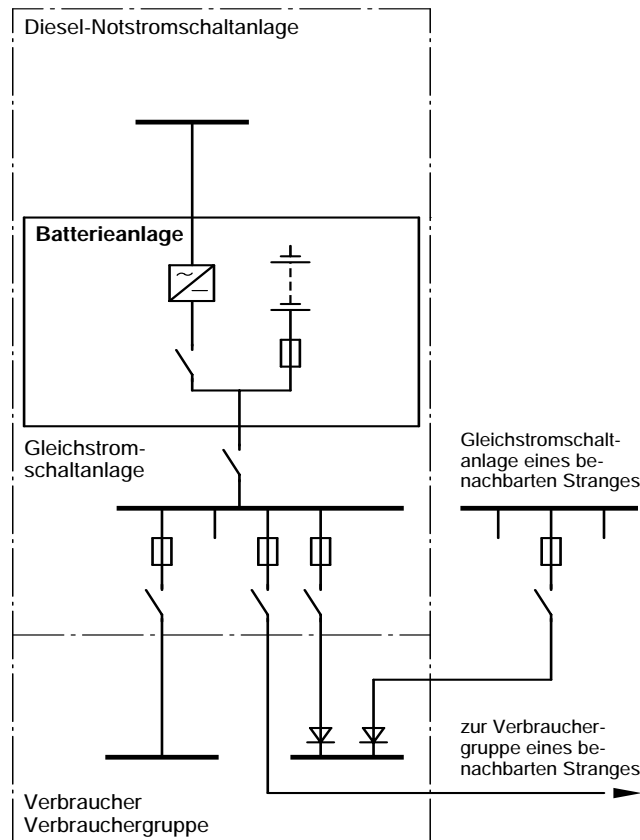 Diesel-Notstromschaltanlage
Batterieanlage
Gleichstrom-
schaltanlage
Gleichstromschalt-
anlage eines be-
nachbarten Stranges
zur Verbraucher-
gruppe eines be-
nachbarten Stranges
Verbraucher
Verbrauchergruppe